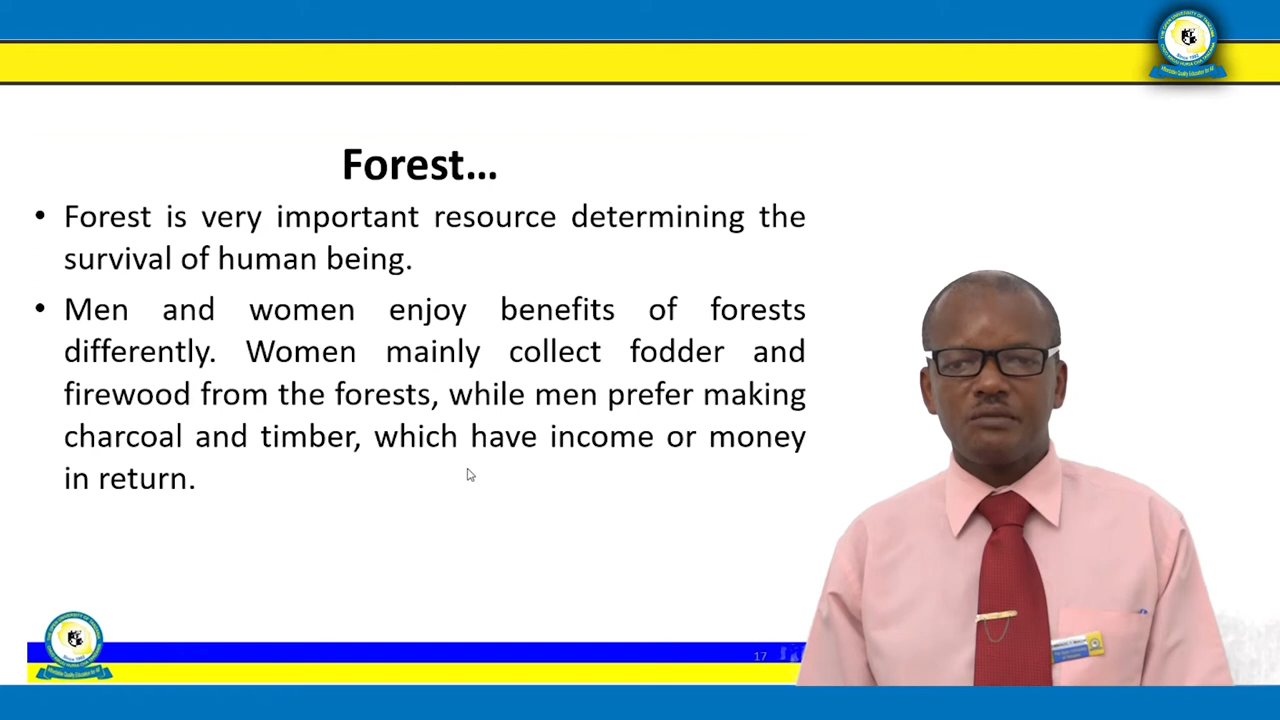 Forest...
• Forest is very important resource determining the
survival of human being.
• Men and women enjoy benefits of forests
differently. Women mainly collect fodder and
firewood from the forests, while men prefer making
charcoal and timber, which have income or money
in return.
17